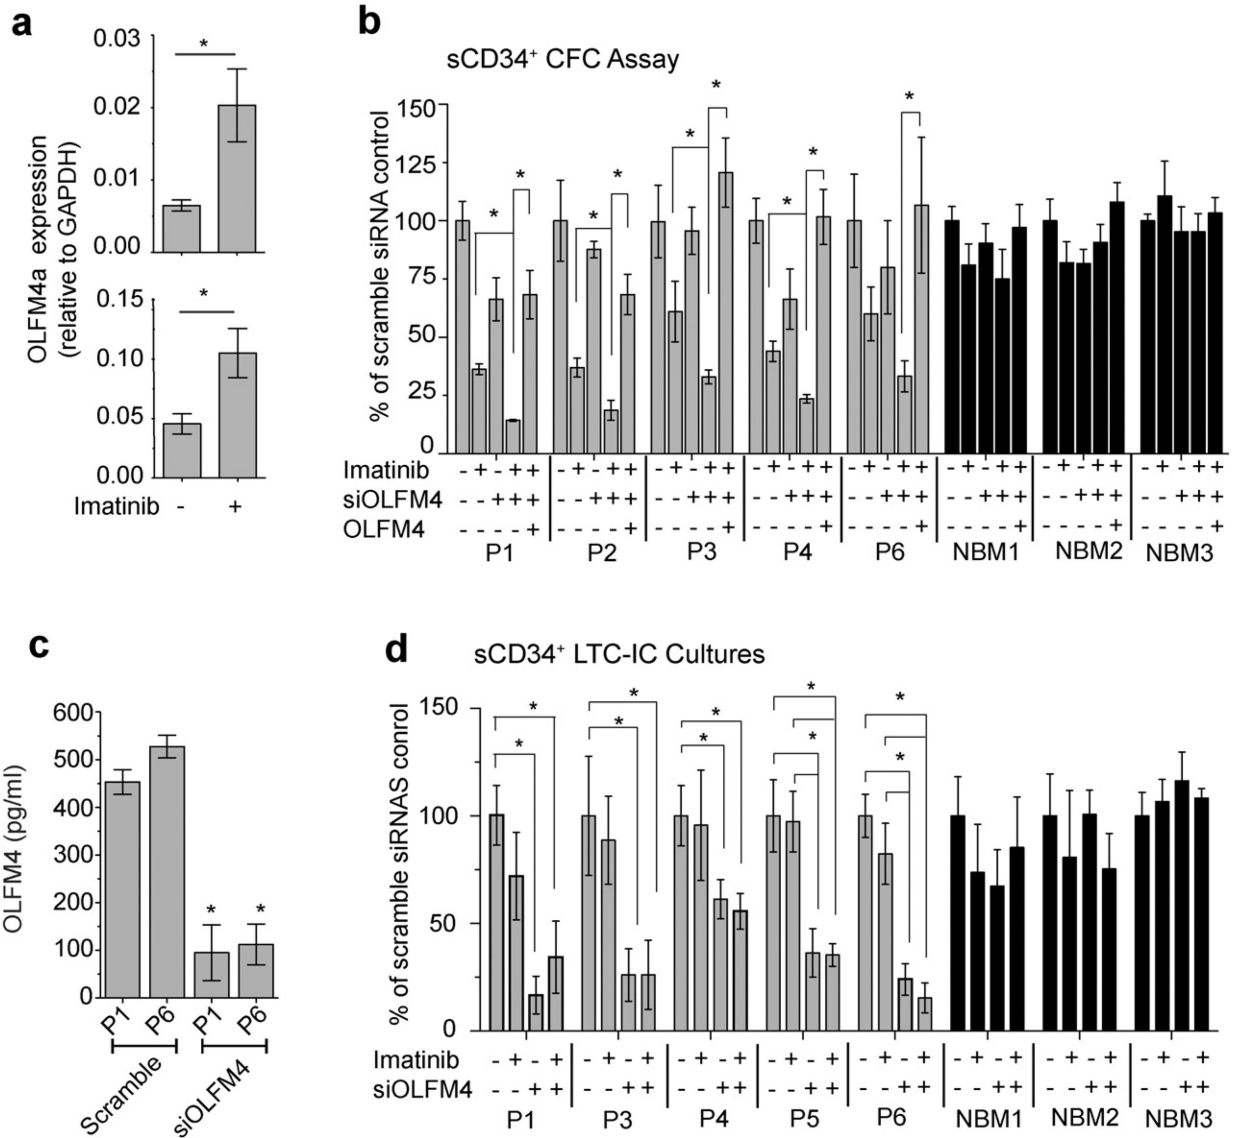 a
OLFM4a expression
(relative to GAPDH)
0.03
*
0.02
0.01
0.00
0.15
*
0.10
0.05
0.00
Imatinib - +
b
sCD34+ CFC Assay
% of scramble siRNA control
150
125
100
75
50
25
0
* * * * * * * * *
Imatinib - + - + + - + - + + - + - + + - + - + + - + - + + - + - + + - + - + + - + - + +
siOLFM4 - - + + + - - + + + - - + + + - - + + + - - + + + - - + + + - - + + + - - + + +
OLFM4 - - - - + - - - - + - - - - + - - - - + - - - - + - - - - + - - - - + - - - - +
P1 P2 P3 P4 P6 NBM1 NBM2 NBM3
c
OLFM4 (pg/ml)
600
500
400
300
200
100
0
* *
P1 P6 P1 P6
Scramble siOLFM4
d
sCD34+ LTC-IC Cultures
% of scramble siRNAS conrol
150
100
50
0
* * * * * * * * * *
Imatinib - + - + - + - + - + - + - + - + - + - + - + - + - + - + - + - +
siOLFM4 - - + + - - + + - - + + - - + + - - + + - - + + - - + + - - + +
P1 P3 P4 P5 P6 NBM1 NBM2 NBM3